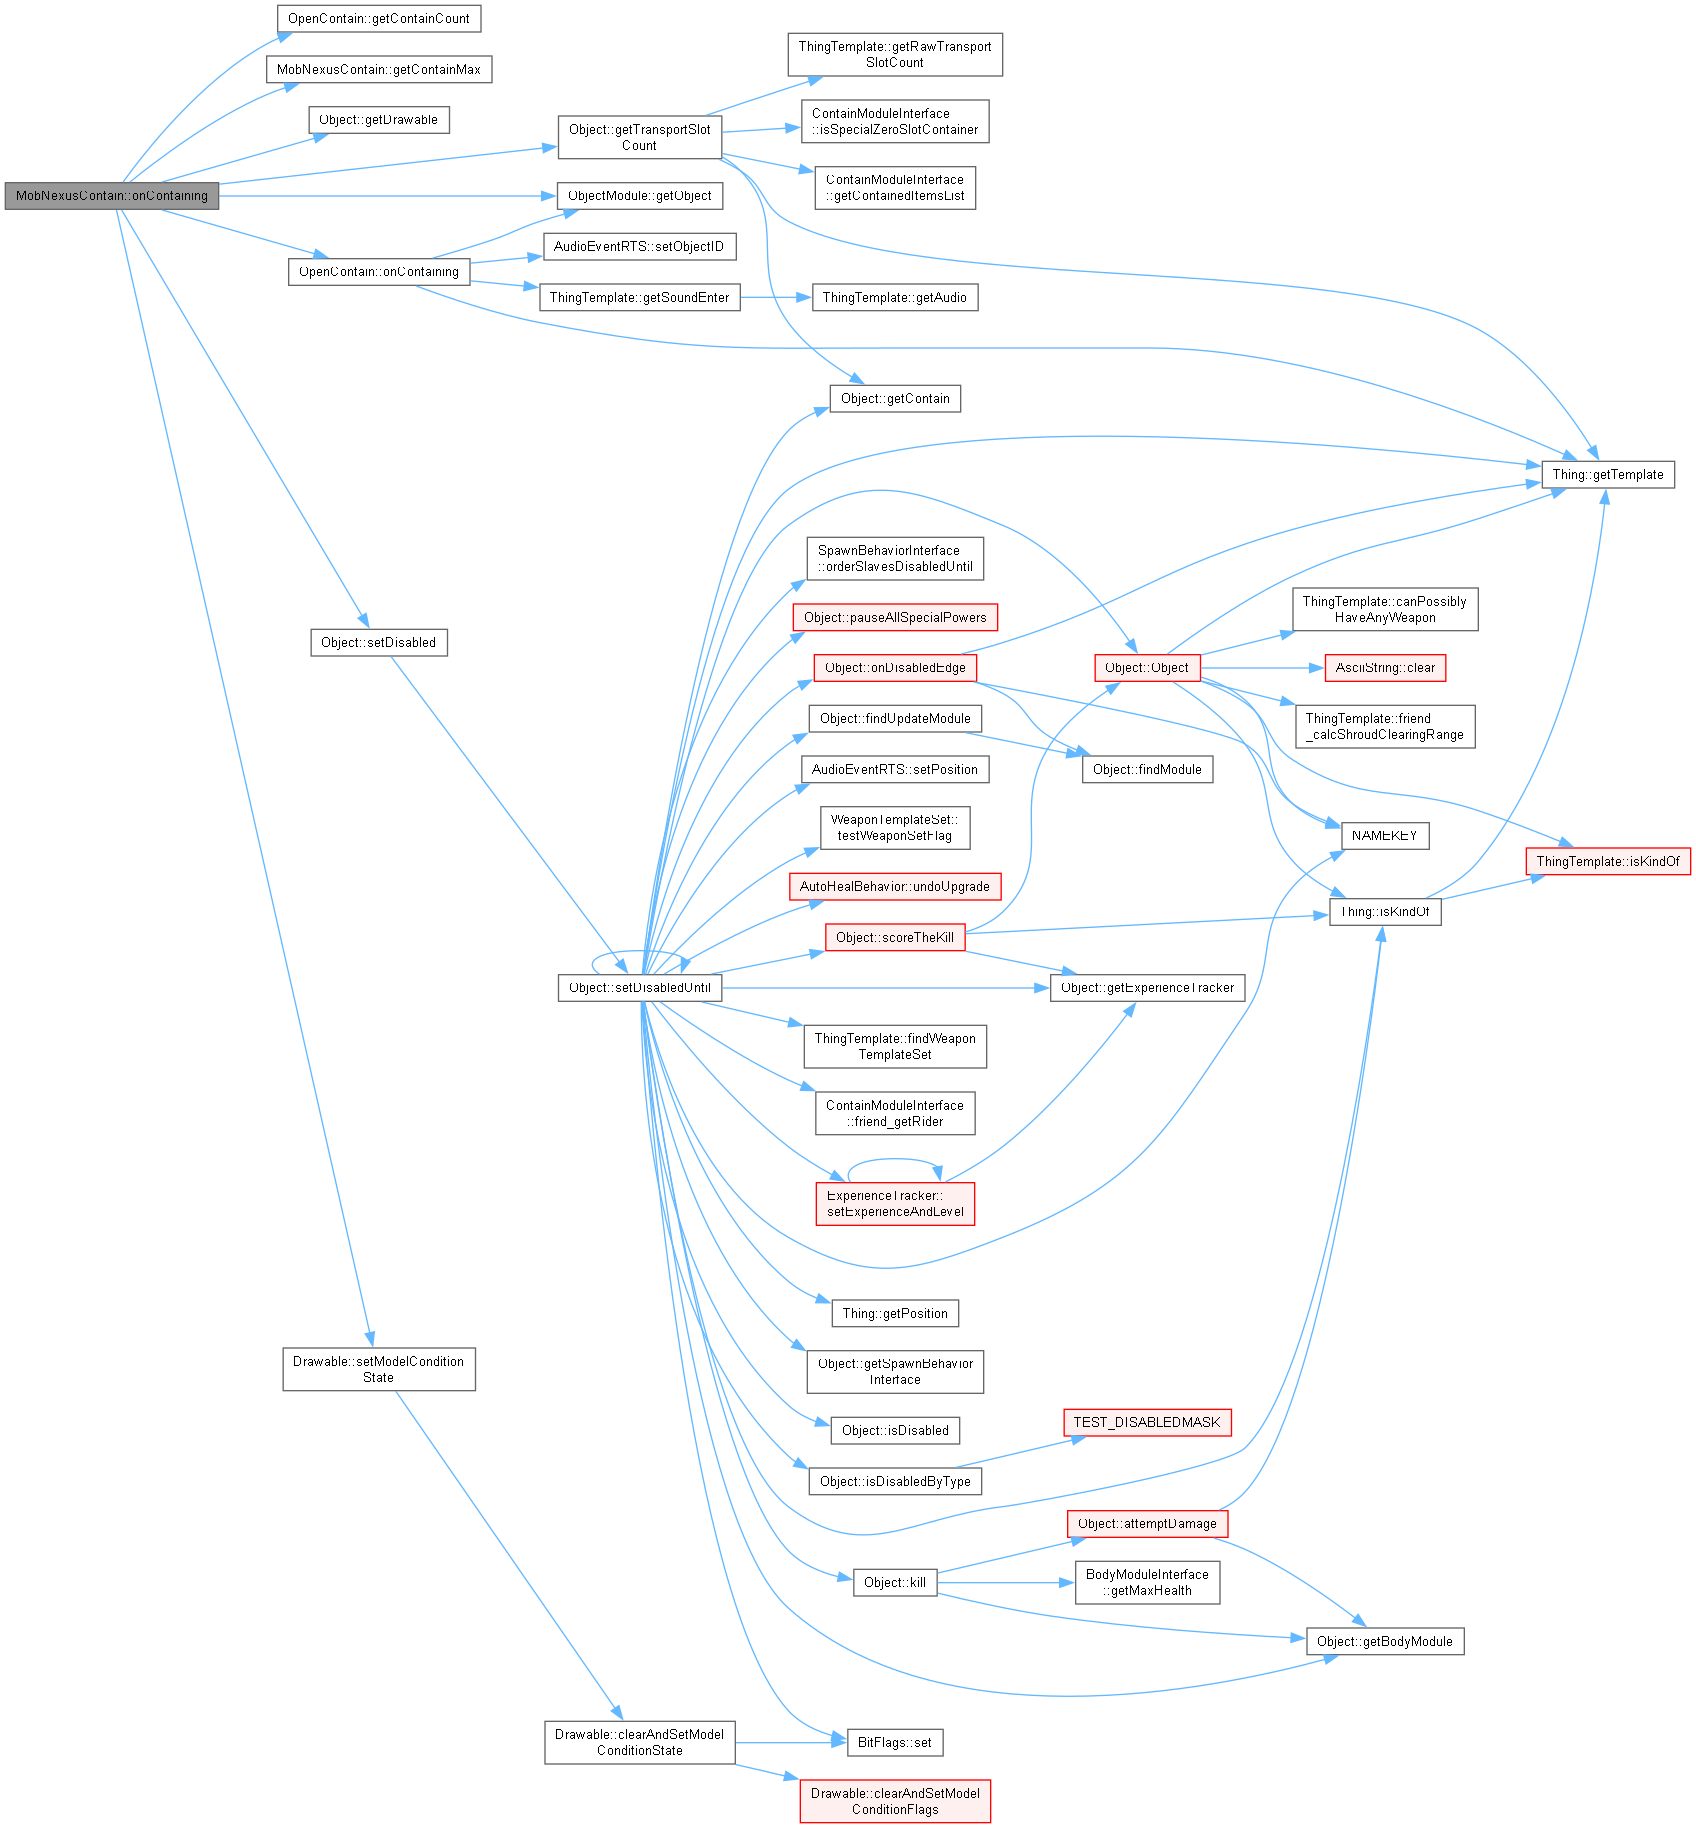 OpenContain::getContainCount
MobNexusContain::getContainMax
Object::getDrawable
MobNexusContain::onContaining
Object::getTransportSlot
Count
ThingTemplate::getRawTransport
SlotCount
ContainModuleInterface
::isSpecialZeroSlotContainer
ContainModuleInterface
::getContainedItemsList
ObjectModule::getObject
AudioEventRTS::setObjectID
OpenContain::onContaining
ThingTemplate::getSoundEnter
ThingTemplate::getAudio
Object::getContain
Thing::getTemplate
SpawnBehaviorInterface
::orderSlavesDisabledUntil
Object::pauseAllSpecialPowers
Object::setDisabled
Object::onDisabledEdge
Object::Object
ThingTemplate::canPossibly
HaveAnyWeapon
AsciiString::clear
ThingTemplate::friend
_calcShroudClearingRange
Object::findUpdateModule
AudioEventRTS::setPosition
Object::findModule
WeaponTemplateSet::
testWeaponSetFlag
NAMEKEY
ThingTemplate::isKindOf
AutoHealBehavior::undoUpgrade
Thing::isKindOf
Object::scoreTheKill
Object::setDisabledUntil
Object::getExperienceTracker
ThingTemplate::findWeapon
TemplateSet
ContainModuleInterface
::friend_getRider
ExperienceTracker::
setExperienceAndLevel
Thing::getPosition
Drawable::setModelCondition
State
Object::getSpawnBehavior
Interface
Object::isDisabled
TEST_DISABLEDMASK
Object::isDisabledByType
Object::attemptDamage
Object::kill
BodyModuleInterface
::getMaxHealth
Object::getBodyModule
Drawable::clearAndSetModel
ConditionState
BitFlags::set
Drawable::clearAndSetModel
ConditionFlags